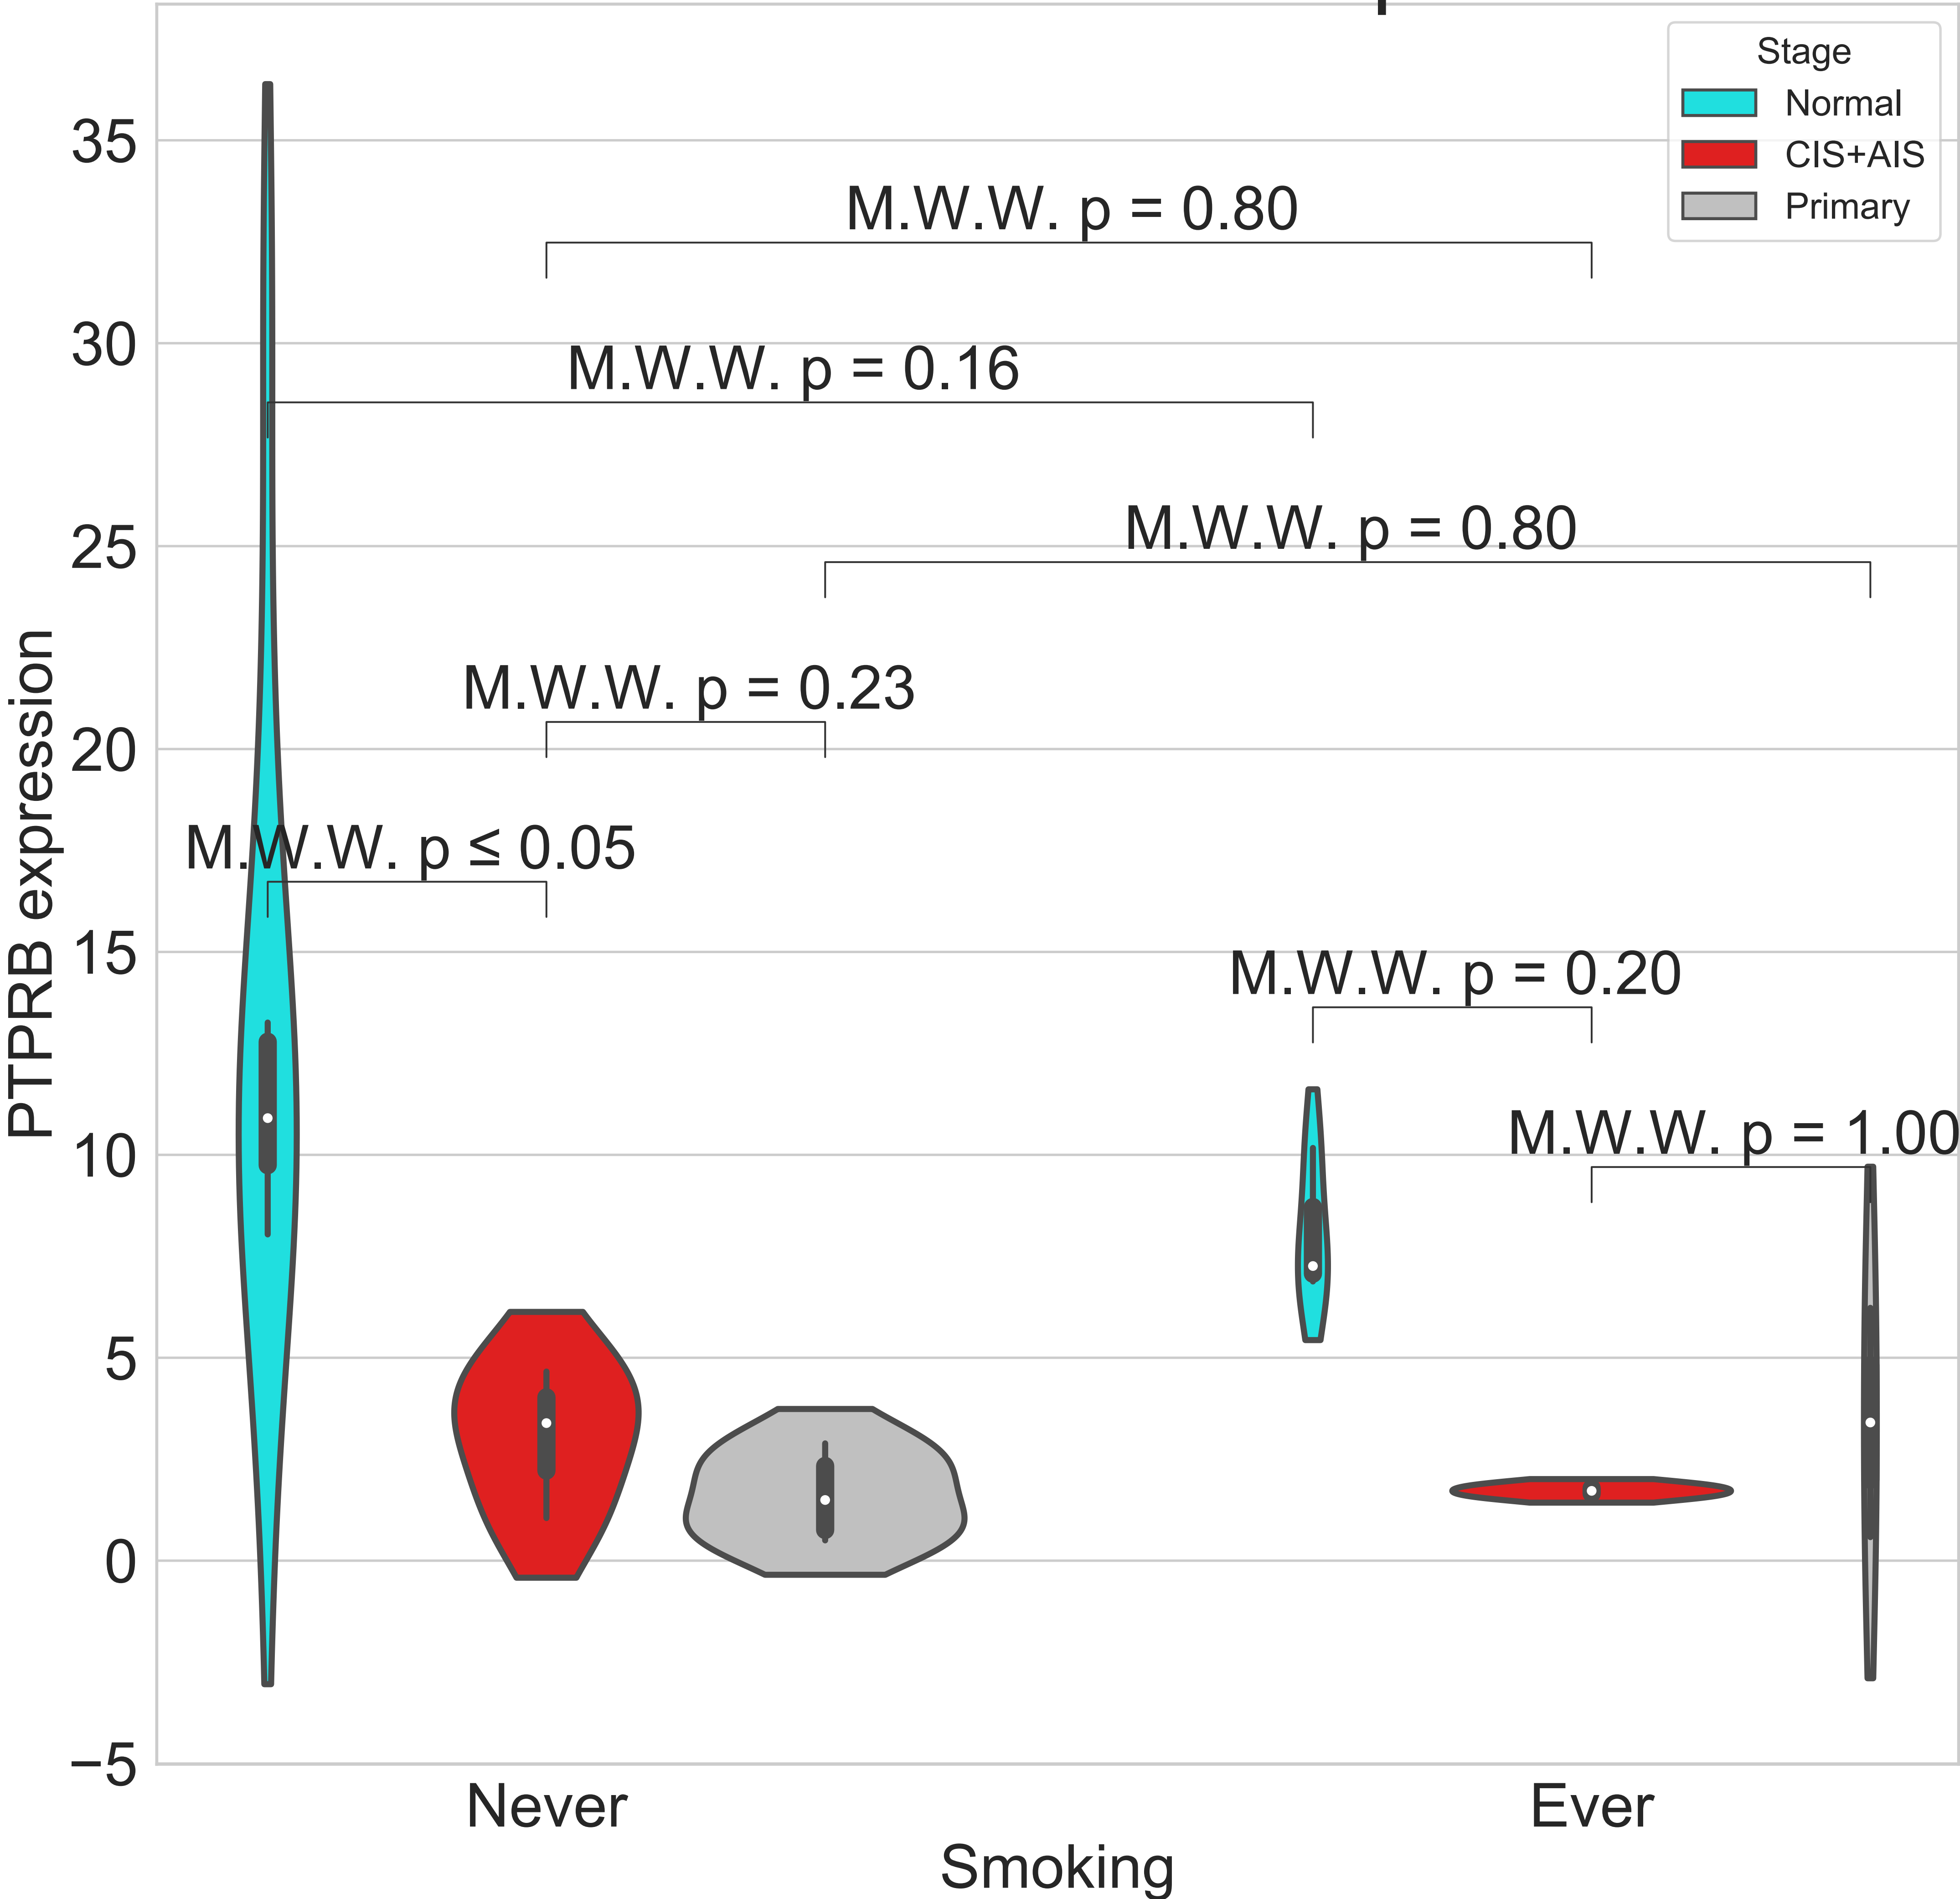 Stage
Normal
CIS+AIS
Primary
35
30
25
20
15
10
5
0
−5
PTPRB expression
M.W.W. p = 0.80
M.W.W. p = 0.16
M.W.W. p = 0.80
M.W.W. p = 0.23
M.W.W. p ≤ 0.05
M.W.W. p = 0.20
M.W.W. p = 1.00
Never
Ever
Smoking